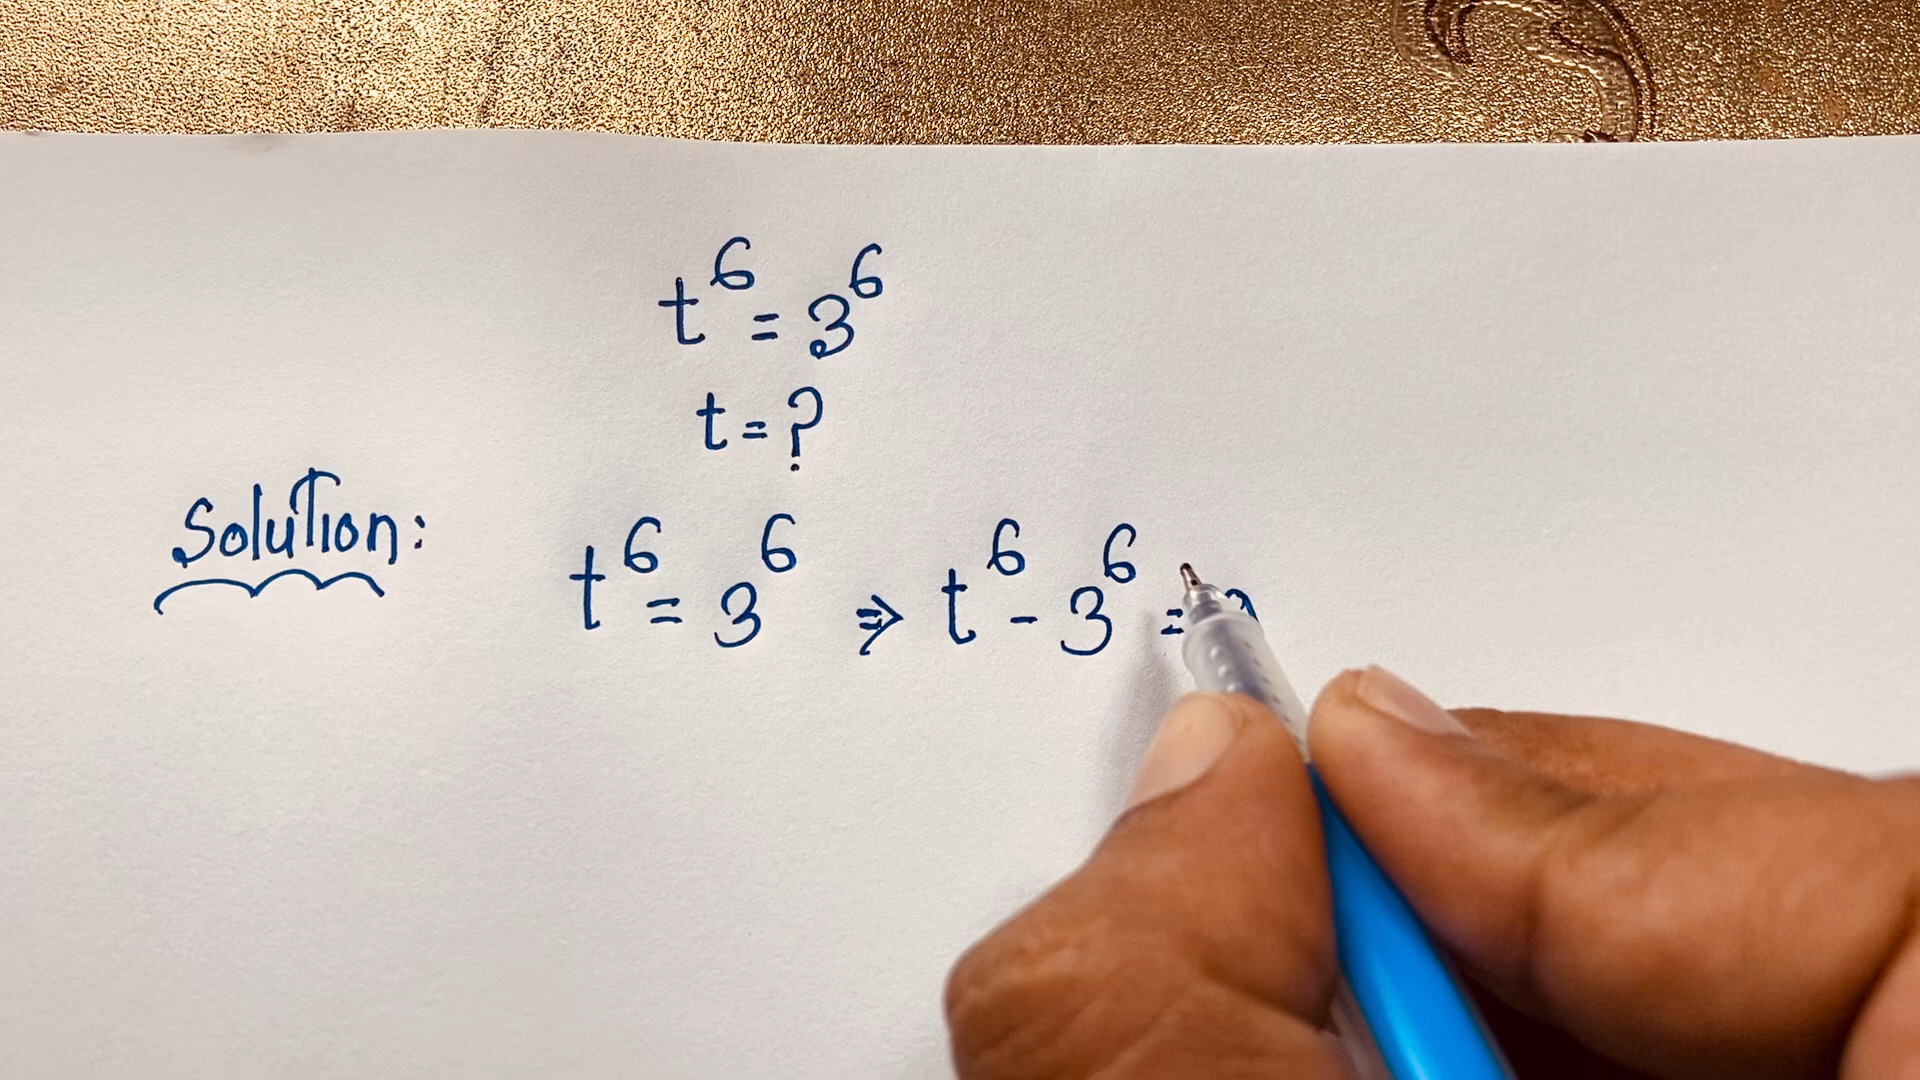 t⁶ = 3⁶
t = ?
Solution: t⁶ = 3⁶ ⇒ t⁶ - 3⁶ =